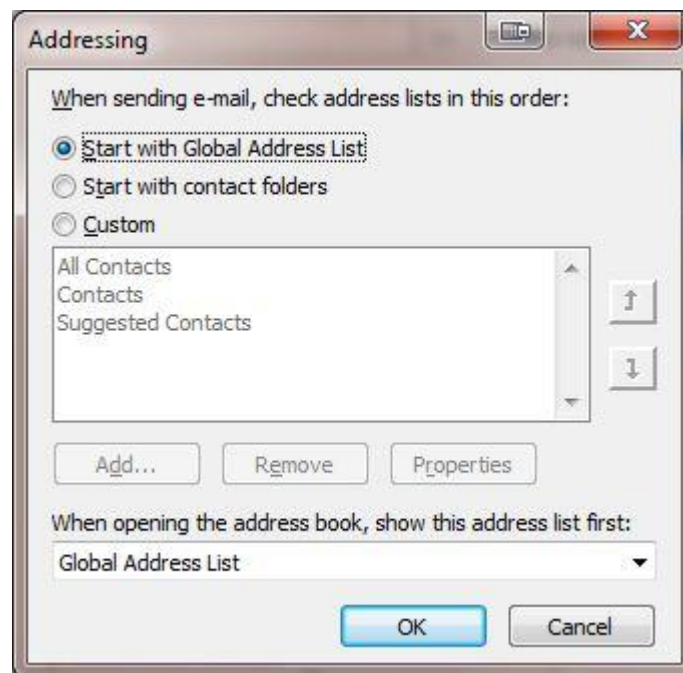 Addressing
When sending e-mail, check address lists in this order:
Start with Global Address List
Start with contact folders
Custom
All Contacts
Contacts
Suggested Contacts
Add... Remove Properties
When opening the address book, show this address list first:
Global Address List
OK Cancel